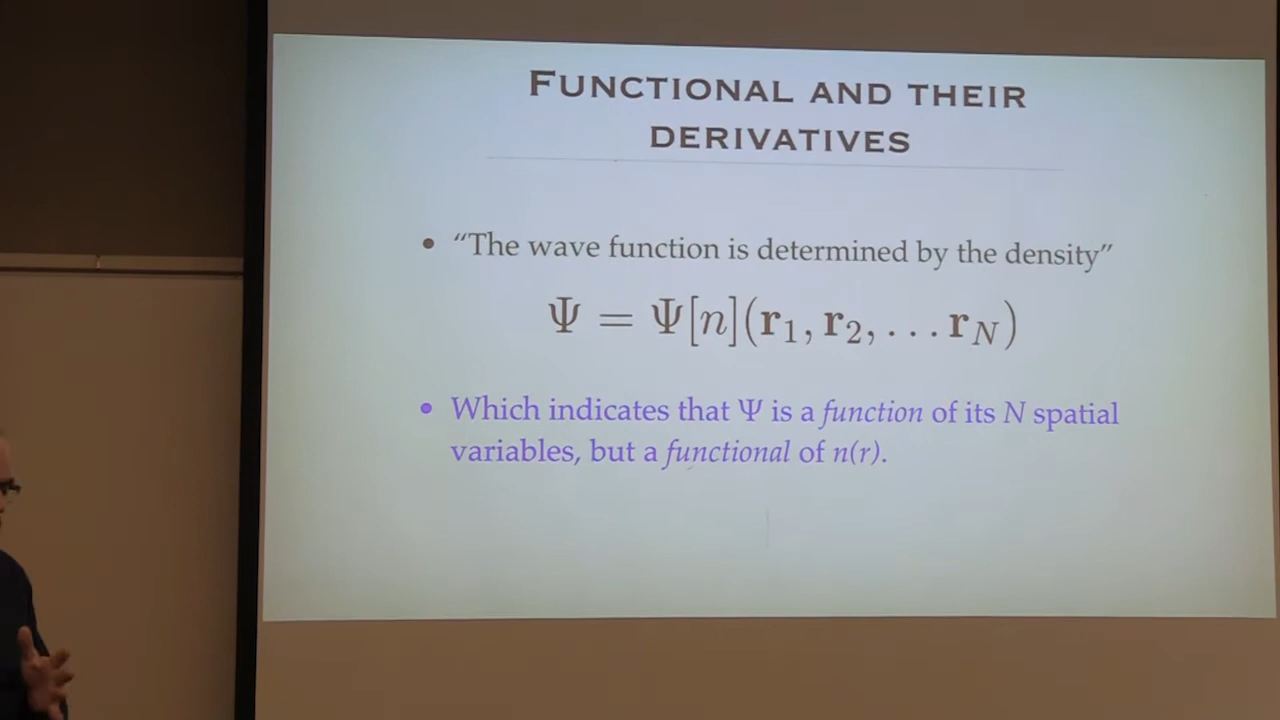 FUNCTIONAL AND THEIR
DERIVATIVES
• “The wave function is determined by the density”
Ψ = Ψ[n](r₁, r₂, . . . r_N)
• Which indicates that Ψ is a function of its N spatial
variables, but a functional of n(r).